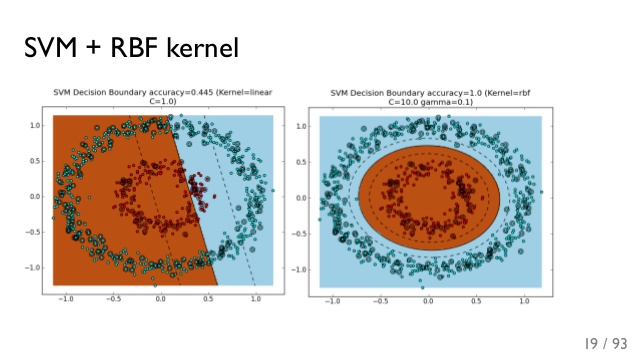 SVM + RBF kernel
SVM Decision Boundary accuracy=0.445 (Kernel=linear
C=1.0)
1.0
0.5
0.0
−0.5
−1.0
−1.0 −0.5 0.0 0.5 1.0
SVM Decision Boundary accuracy=1.0 (Kernel=rbf
C=10.0 gamma=0.1)
1.0
0.5
0.0
−0.5
−1.0
−1.0 −0.5 0.0 0.5 1.0
19 / 93